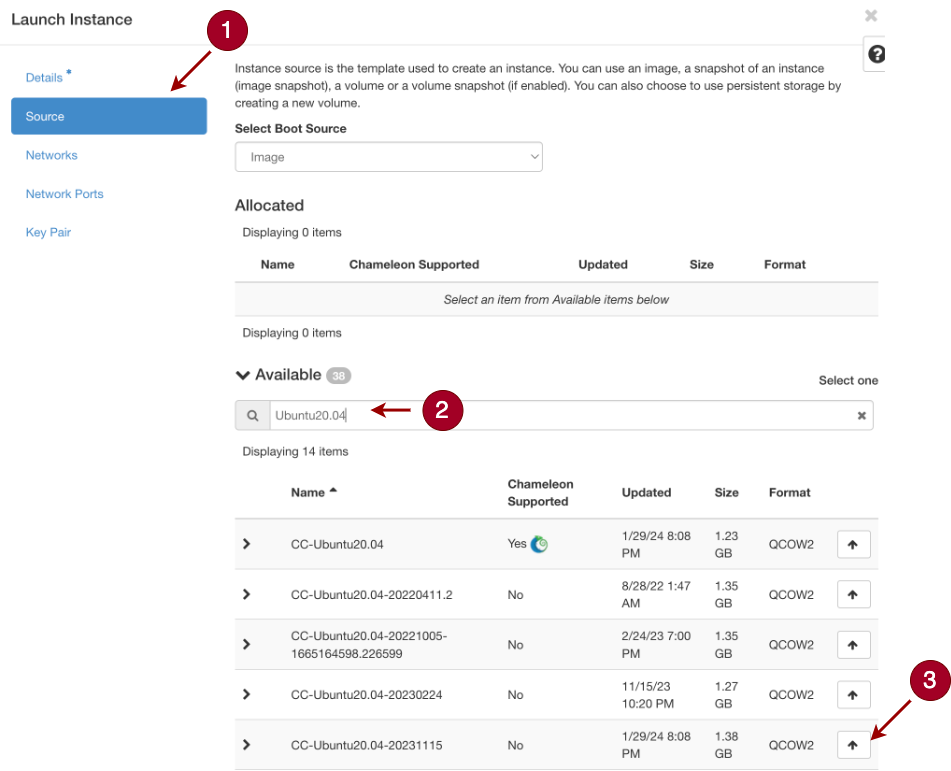 Launch Instance
1
Details *
Source
Networks
Network Ports
Key Pair
?
Instance source is the template used to create an instance. You can use an image, a snapshot of an instance
(image snapshot), a volume or a volume snapshot (if enabled). You can also choose to use persistent storage by
creating a new volume.
Select Boot Source
Image
Allocated
Displaying 0 items
Name Chameleon Supported Updated Size Format
Select an item from Available items below
Displaying 0 items
Available 38
Select one
Ubuntu20.04
2
Displaying 14 items
Name Chameleon Supported Updated Size Format
CC-Ubuntu20.04 Yes 1/29/24 8:08 PM 1.23 GB QCOW2
CC-Ubuntu20.04-20220411.2 No 8/28/22 1:47 AM 1.35 GB QCOW2
CC-Ubuntu20.04-20221005-1665164598.226599 No 2/24/23 7:00 PM 1.35 GB QCOW2
CC-Ubuntu20.04-20230224 No 11/15/23 10:20 PM 1.27 GB QCOW2
CC-Ubuntu20.04-20231115 No 1/29/24 8:08 PM 1.38 GB QCOW2
3